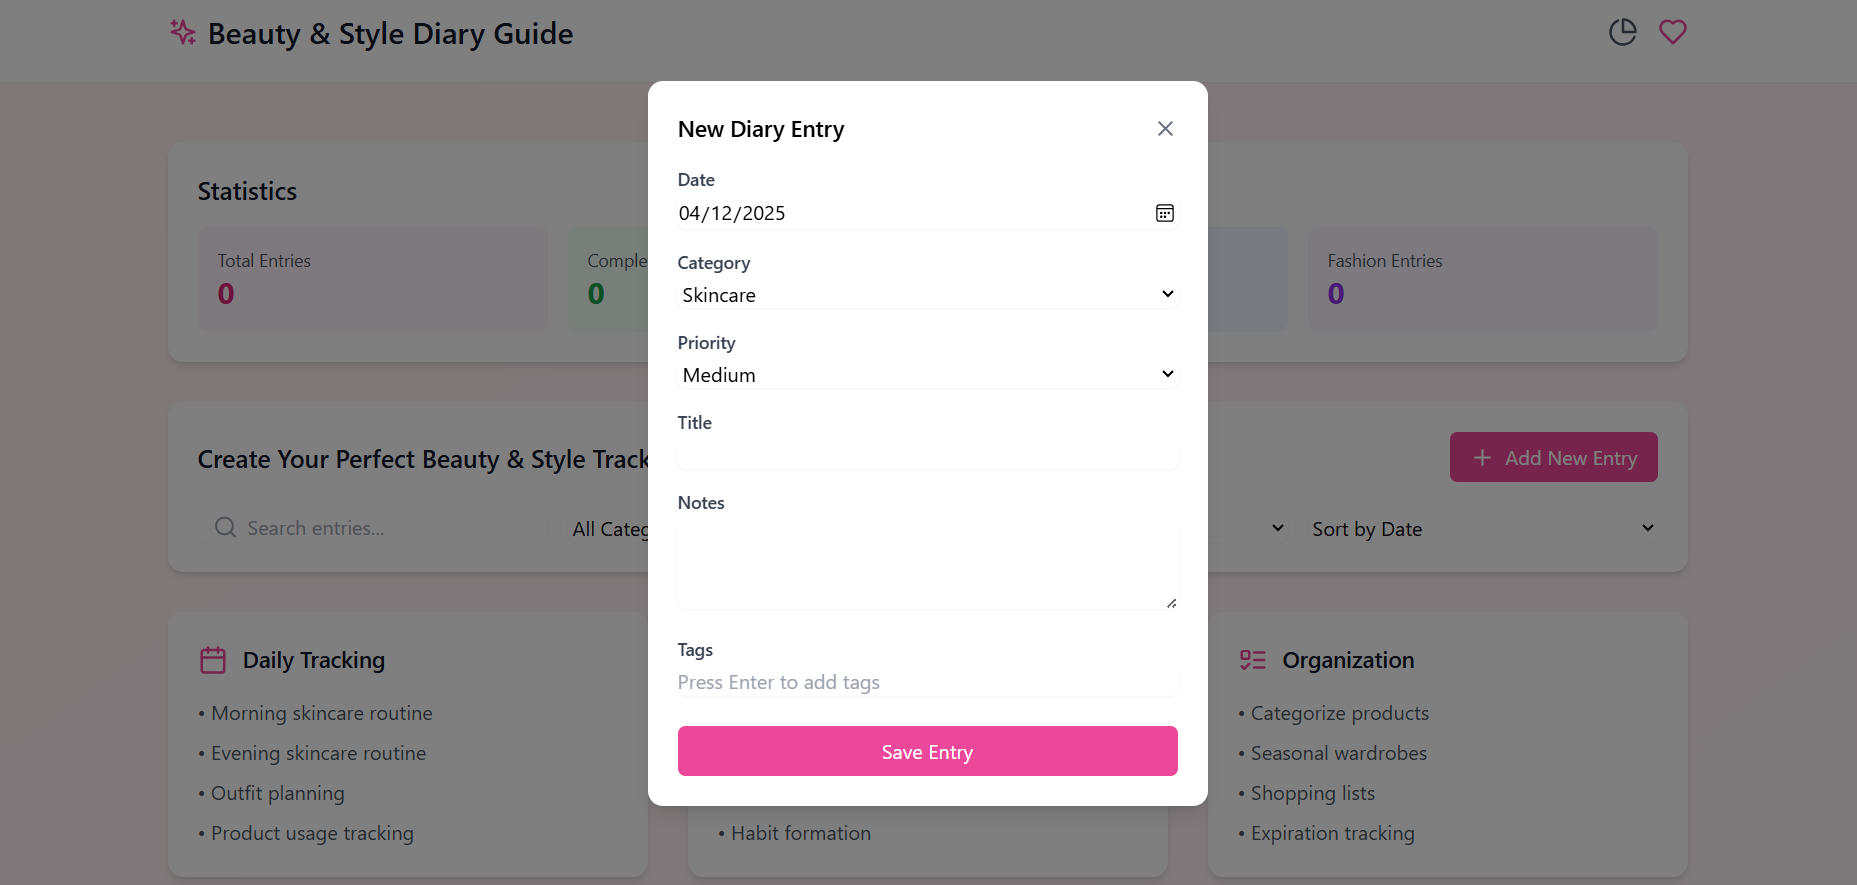 Beauty & Style Diary Guide
New Diary Entry
Date
04/12/2025
Category
Skincare
Priority
Medium
Title
Notes
Tags
Press Enter to add tags
Save Entry
Statistics
Total Entries
0
Comple
0
Fashion Entries
0
Create Your Perfect Beauty & Style Track
Add New Entry
Search entries...
All Categ
Sort by Date
Daily Tracking
• Morning skincare routine
• Evening skincare routine
• Outfit planning
• Product usage tracking
• Habit formation
Organization
• Categorize products
• Seasonal wardrobes
• Shopping lists
• Expiration tracking